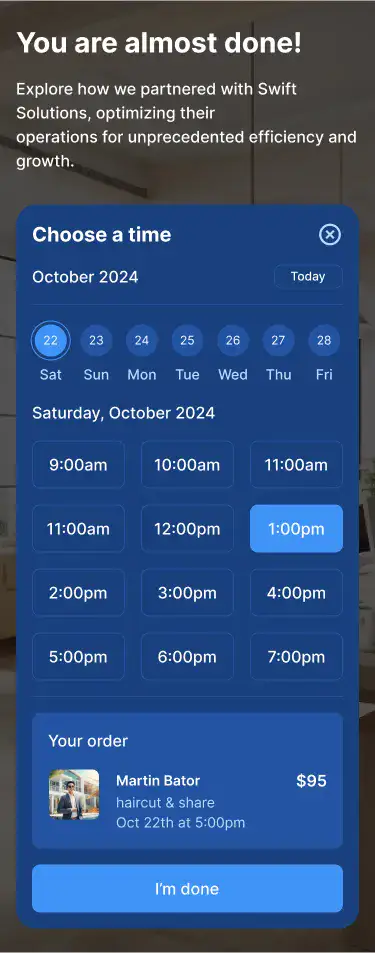 You are almost done!
Explore how we partnered with Swift
Solutions, optimizing their
operations for unprecedented efficiency and
growth.
Choose a time
October 2024
Today
22 23 24 25 26 27 28
Sat Sun Mon Tue Wed Thu Fri
Saturday, October 2024
9:00am 10:00am 11:00am
11:00am 12:00pm 1:00pm
2:00pm 3:00pm 4:00pm
5:00pm 6:00pm 7:00pm
Your order
Martin Bator $95
haircut & share
Oct 22th at 5:00pm
I'm done